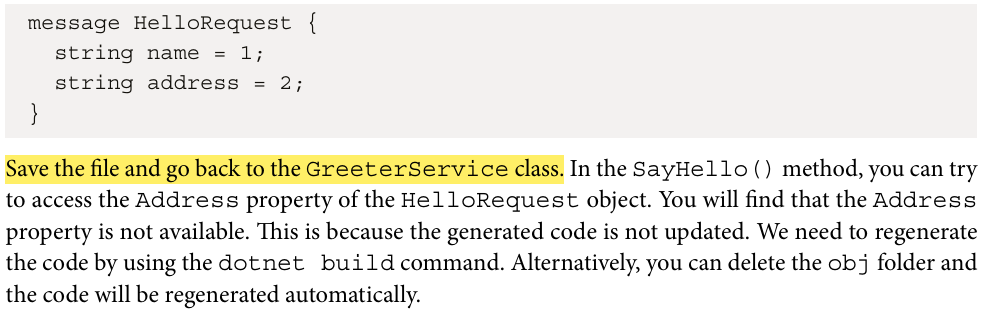 message HelloRequest {
  string name = 1;
  string address = 2;
}
Save the file and go back to the GreeterService class. In the SayHello() method, you can try
to access the Address property of the HelloRequest object. You will find that the Address
property is not available. This is because the generated code is not updated. We need to regenerate
the code by using the dotnet build command. Alternatively, you can delete the obj folder and
the code will be regenerated automatically.